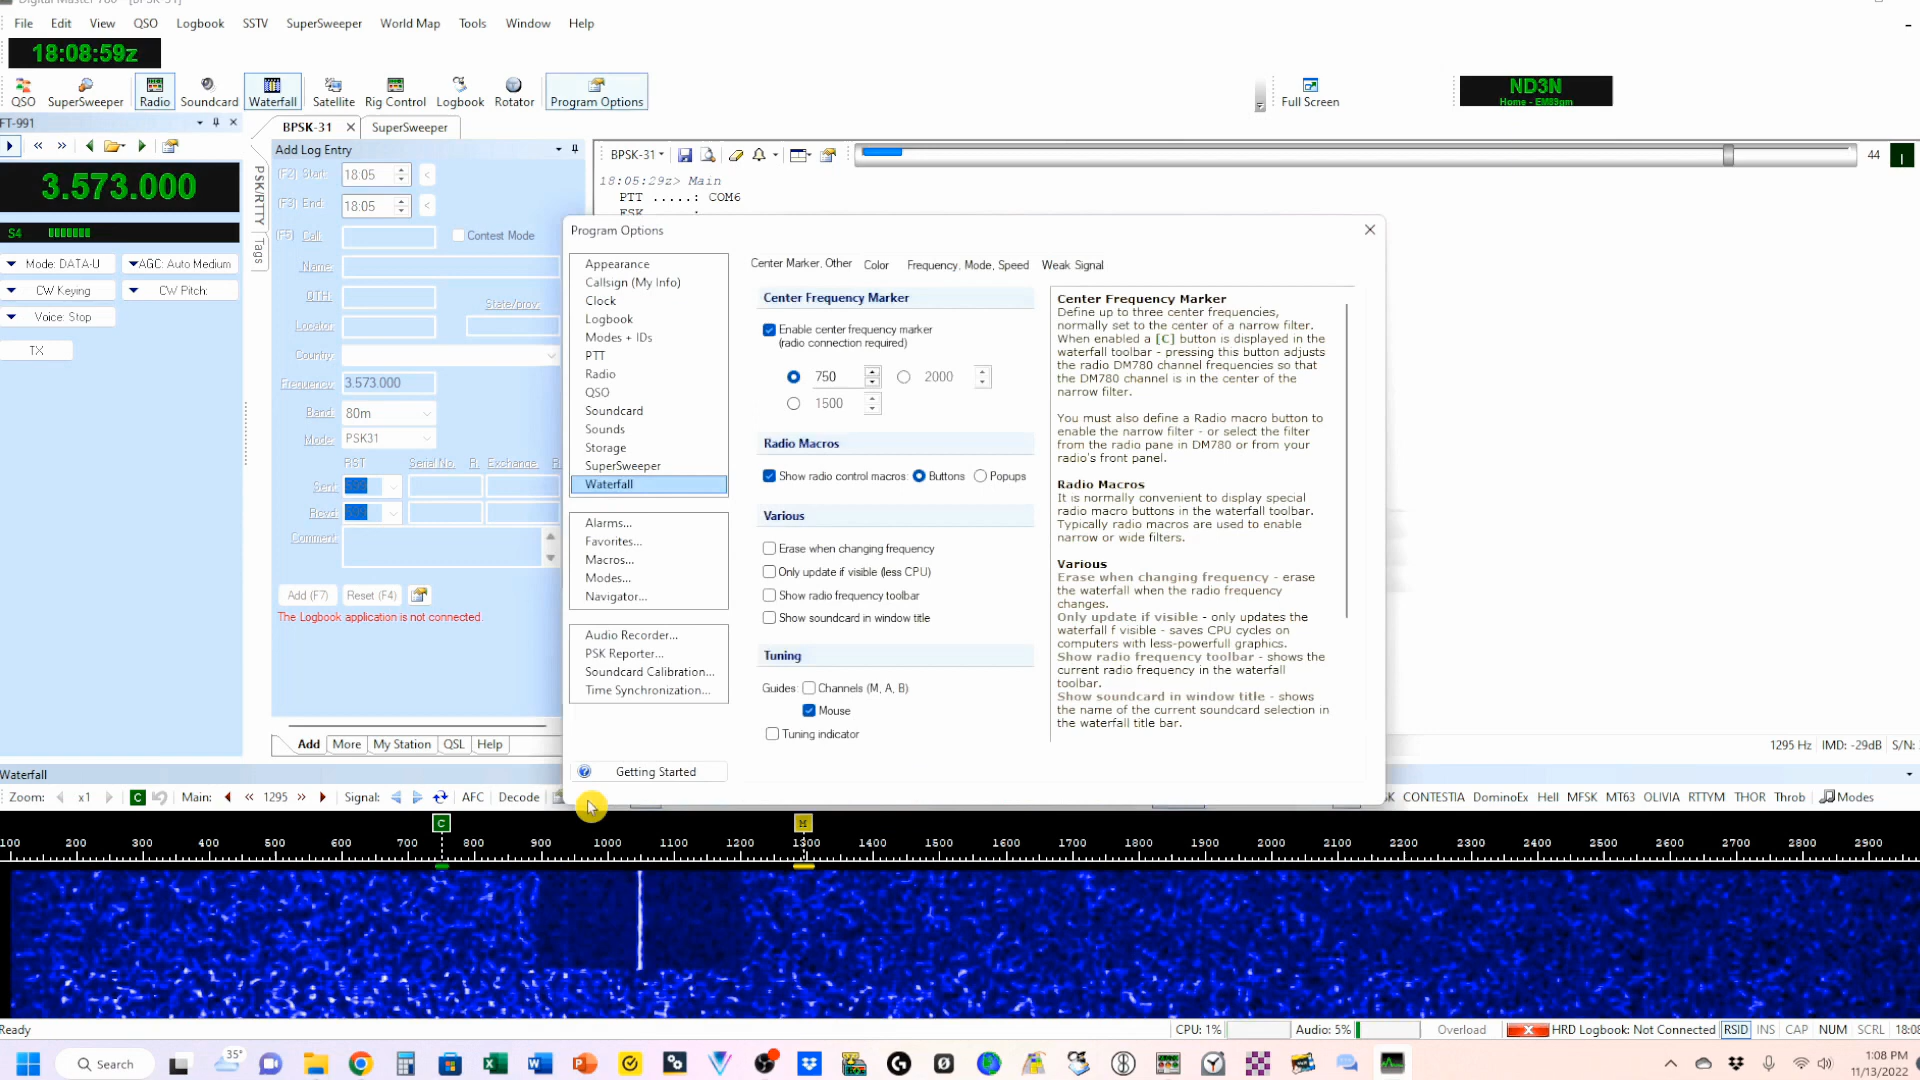 Digital Master 780 - [BPSK-31]
File Edit View QSO Logbook SSTV SuperSweeper World Map Tools Window Help
18:08:59z
QSO SuperSweeper Radio Soundcard Waterfall Satellite Rig Control Logbook Rotator Program Options Full Screen
ND3N
Home - EM89gm
FT-991
BPSK-31 SuperSweeper
Add Log Entry
PSK/RTTY
Tags
3.573.000
S4
Mode: DATA-U AGC: Auto Medium
CW Keying CW Pitch:
Voice: Stop
TX
(F2) Start: 18:05 <
(F3) End: 18:05 <
(F5) Call: Contest Mode
Name:
QTH: State/prov:
Locator:
Country:
Frequency: 3.573.000
Band: 80m
Mode: PSK31
RST Serial No. R. Exchange.
Sent:
Rcvd:
Comment:
Add (F7) Reset (F4)
The Logbook application is not connected.
Add More My Station QSL Help
BPSK-31 44
18:05:29z> Main
PTT .....: COM6
Program Options
Appearance
Callsign (My Info)
Clock
Logbook
Modes + IDs
PTT
Radio
QSO
Soundcard
Sounds
Storage
SuperSweeper
Waterfall
Alarms...
Favorites...
Macros...
Modes...
Navigator...
Audio Recorder...
PSK Reporter...
Soundcard Calibration...
Time Synchronization...
Getting Started
Center Marker, Other Color Frequency, Mode, Speed Weak Signal
Center Frequency Marker
Enable center frequency marker
(radio connection required)
750 2000
1500
Radio Macros
Show radio control macros: Buttons Popups
Various
Erase when changing frequency
Only update if visible (less CPU)
Show radio frequency toolbar
Show soundcard in window title
Tuning
Guides: Channels (M, A, B)
Mouse
Tuning indicator
Center Frequency Marker
Define up to three center frequencies,
normally set to the center of a narrow filter.
When enabled a [C] button is displayed in the
waterfall toolbar - pressing this button adjusts
the radio DM780 channel frequencies so that
the DM780 channel is in the center of the
narrow filter.
You must also define a Radio macro button to
enable the narrow filter - or select the filter
from the radio pane in DM780 or from your
radio's front panel.
Radio Macros
It is normally convenient to display special
radio macro buttons in the waterfall toolbar.
Typically radio macros are used to enable
narrow or wide filters.
Various
Erase when changing frequency - erase
the waterfall when the radio frequency
changes.
Only update if visible - only updates the
waterfall f visible - saves CPU cycles on
computers with less-powerfull graphics.
Show radio frequency toolbar - shows the
current radio frequency in the waterfall
toolbar.
Show soundcard in window title - shows
the name of the current soundcard selection in
the waterfall title bar.
1295 Hz IMD: -29dB S/N:
Waterfall
Zoom: x1 C Main: 1295 Signal: AFC Decode CONTESTIA DominoEx Hell MFSK MT63 OLIVIA RTTYM THOR Throb Modes
C M
100 200 300 400 500 600 700 800 900 1000 1100 1200 1300 1400 1500 1600 1700 1800 1900 2000 2100 2200 2300 2400 2500 2600 2700 2800 2900
Ready CPU: 1% Audio: 5% Overload HRD Logbook: Not Connected RSID INS CAP NUM SCRL 18:08
Search 35° 1:08 PM
11/13/2022